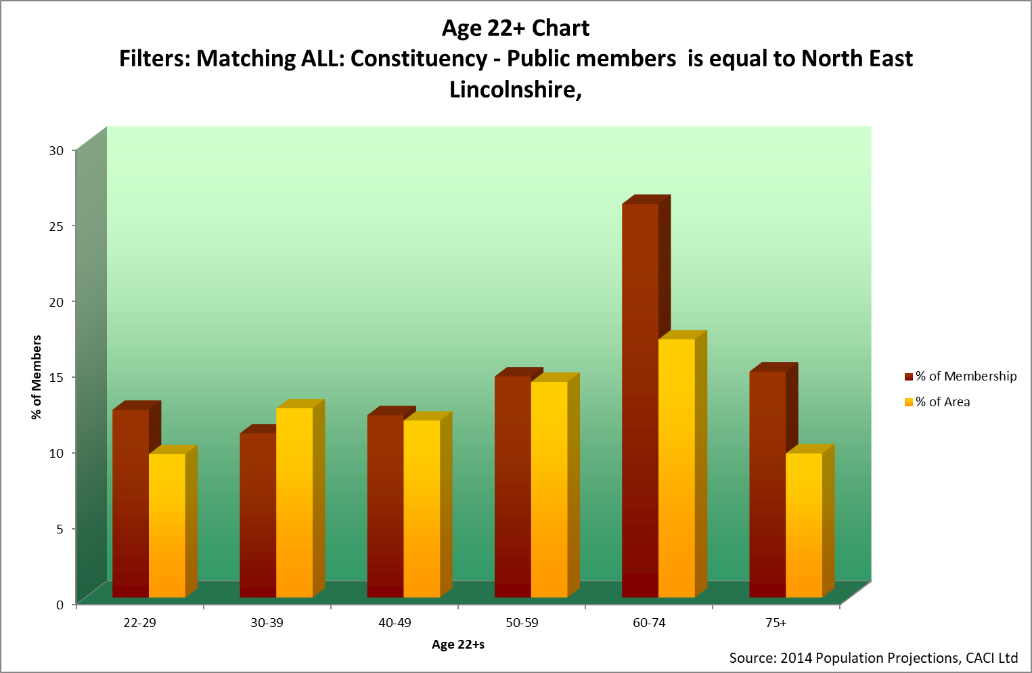 Age 22+ Chart
Filters: Matching ALL: Constituency - Public members  is equal to North East
Lincolnshire,
30
25
20
15
10
5
0
% of Members
22-29
30-39
40-49
50-59
60-74
75+
Age 22+s
% of Membership
% of Area
Source: 2014 Population Projections, CACI Ltd